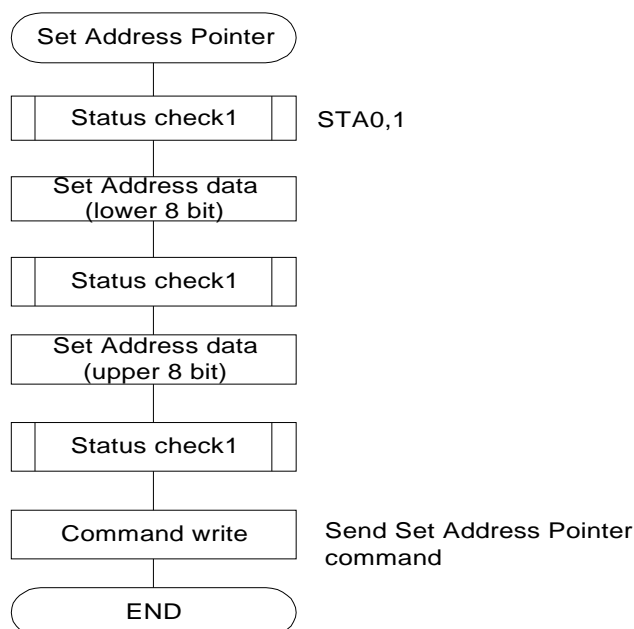 Set Address Pointer
Status check1
STA0,1
Set Address data
(lower 8 bit)
Status check1
Set Address data
(upper 8 bit)
Status check1
Command write
Send Set Address Pointer
command
END